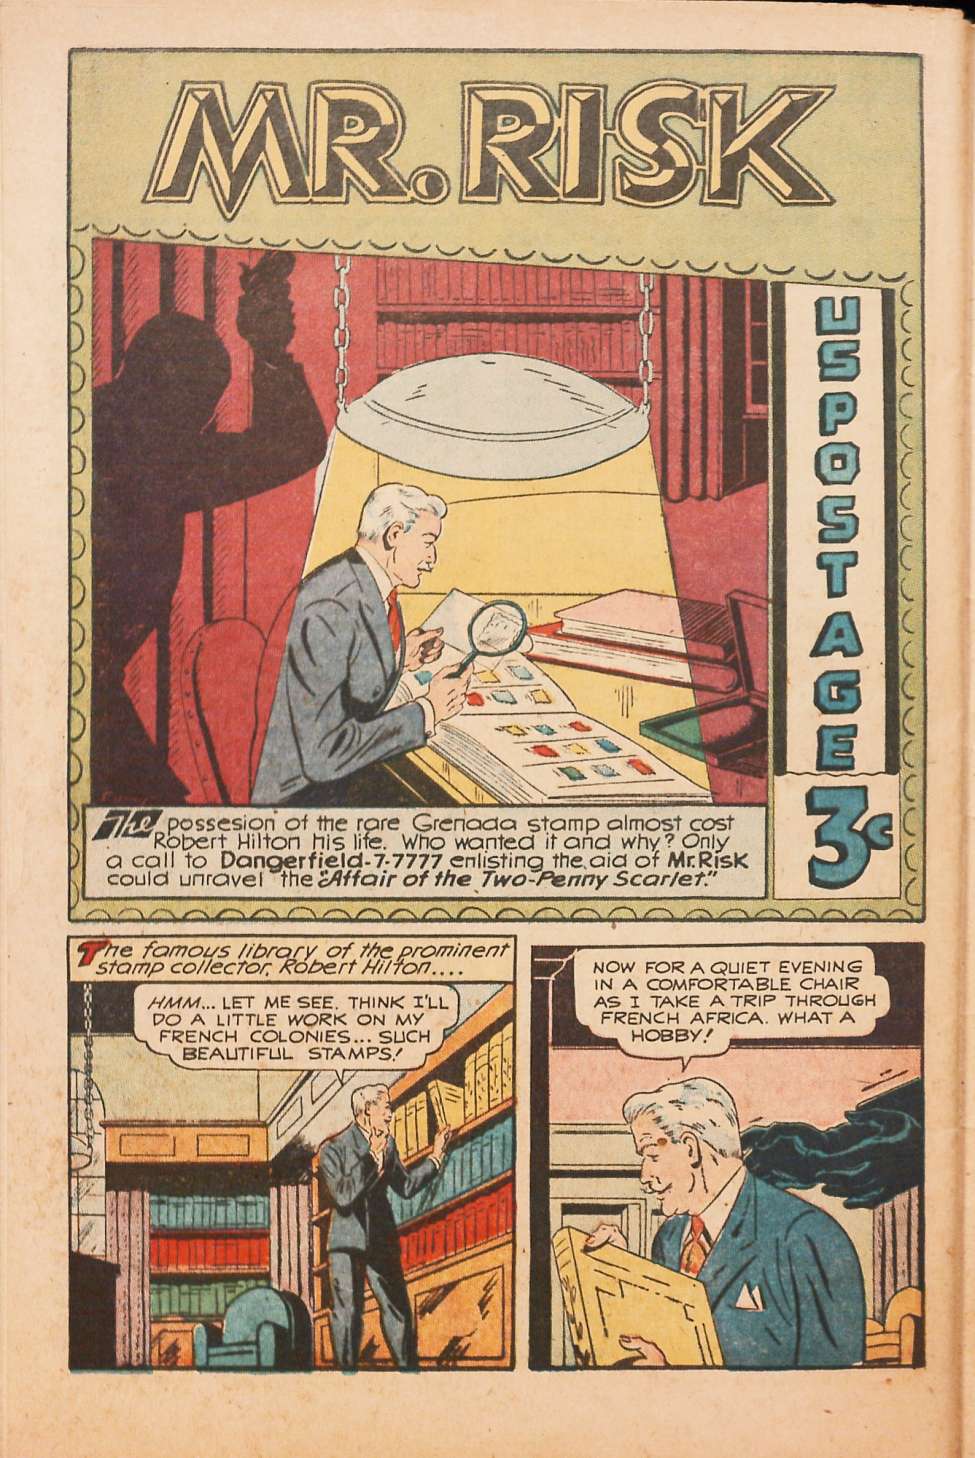 MR. RISK
US POSTAGE
3c
The possesion of the rare Grenada stamp almost cost
Robert Hilton his life. Who wanted it and why? Only
a call to Dangerfield-7-7777 enlisting the aid of Mr. Risk
could unravel the "Affair of the Two-Penny Scarlet."
The famous library of the prominent
stamp collector, Robert Hilton....
HMM... LET ME SEE. THINK I'LL
DO A LITTLE WORK ON MY
FRENCH COLONIES... SUCH
BEAUTIFUL STAMPS!
NOW FOR A QUIET EVENING
IN A COMFORTABLE CHAIR
AS I TAKE A TRIP THROUGH
FRENCH AFRICA. WHAT A
HOBBY!